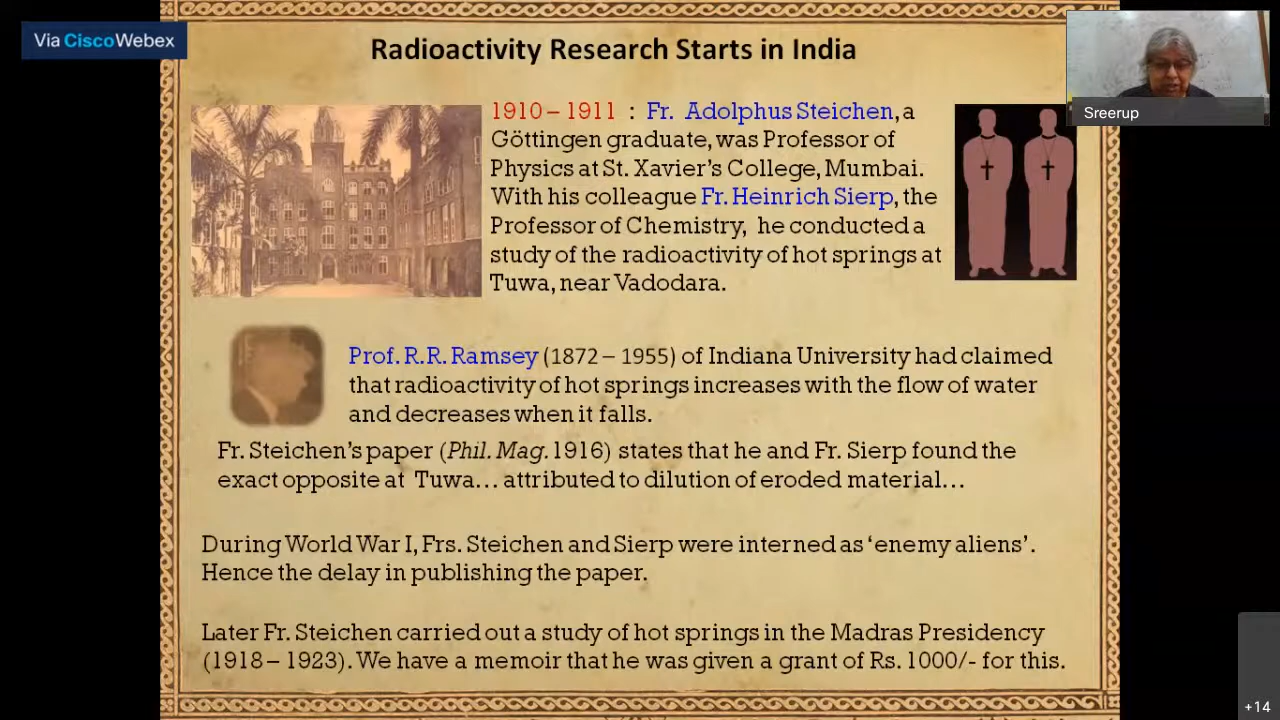 Via Cisco Webex
Radioactivity Research Starts in India
Sreerup
1910 – 1911 : Fr. Adolphus Steichen, a
Göttingen graduate, was Professor of
Physics at St. Xavier’s College, Mumbai.
With his colleague Fr. Heinrich Sierp, the
Professor of Chemistry, he conducted a
study of the radioactivity of hot springs at
Tuwa, near Vadodara.
Prof. R.R. Ramsey (1872 – 1955) of Indiana University had claimed
that radioactivity of hot springs increases with the flow of water
and decreases when it falls.
Fr. Steichen’s paper (Phil. Mag. 1916) states that he and Fr. Sierp found the
exact opposite at Tuwa… attributed to dilution of eroded material…
During World War I, Frs. Steichen and Sierp were interned as ‘enemy aliens’.
Hence the delay in publishing the paper.
Later Fr. Steichen carried out a study of hot springs in the Madras Presidency
(1918 – 1923). We have a memoir that he was given a grant of Rs. 1000/- for this.
+14